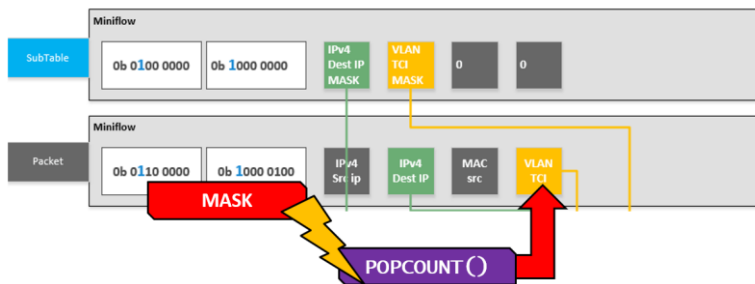 Miniflow
SubTable
0b 0100 0000
0b 1000 0000
IPv4
Dest IP
MASK
VLAN
TCI
MASK
0
0
Miniflow
Packet
0b 0110 0000
0b 1000 0100
IPv4
Src ip
IPv4
Dest IP
MAC
src
VLAN
TCI
MASK
POPCOUNT()